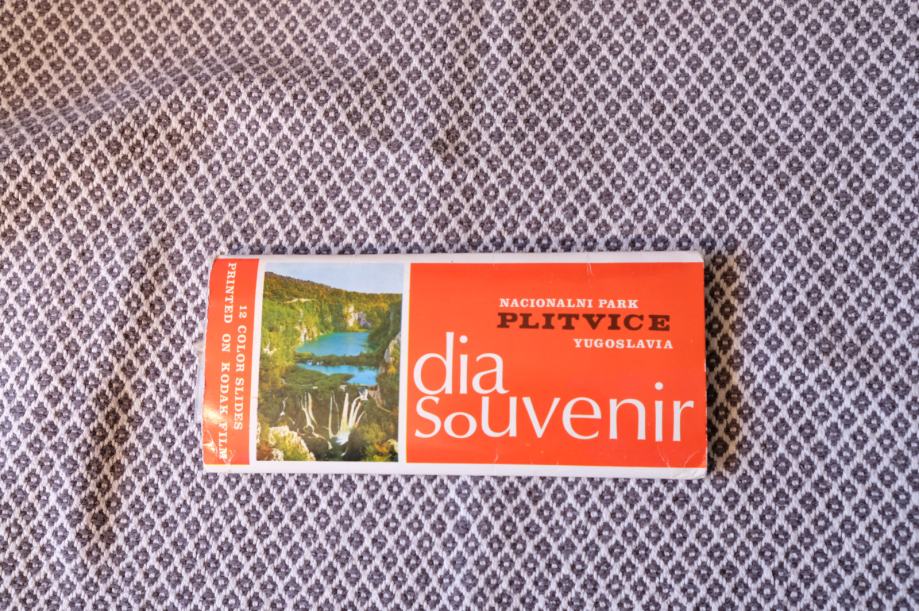 12 COLOR SLIDES
PRINTED ON KODAK FILM
NACIONALNI PARK
PLITVICE
YUGOSLAVIA
dia
souvenir